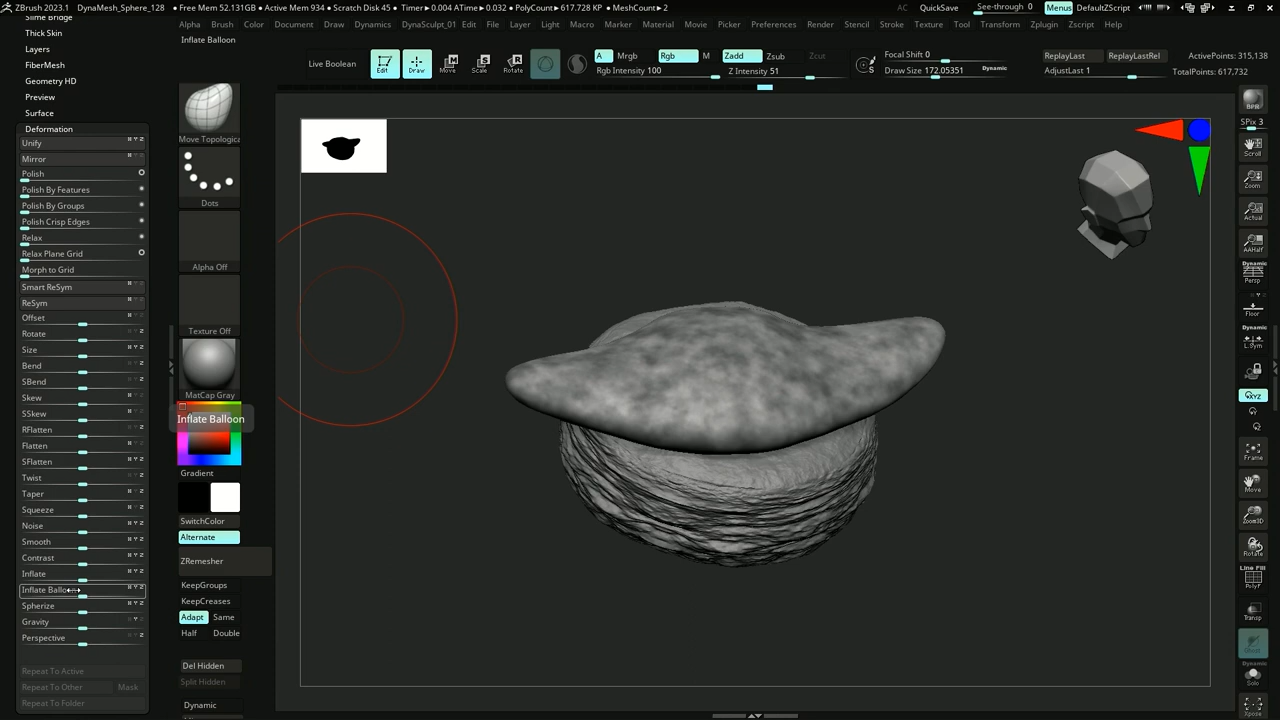 ZBrush 2023.1 DynaMesh_Sphere_128 ● Free Mem 52.131GB ● Active Mem 934 ● Scratch Disk 45 ● Timer►0.004 ATime►0.032 ● PolyCount►617.728 KP ● MeshCount►2 AC QuickSave See-through 0 Menus DefaultZScript
Alpha Brush Color Document Draw Dynamics DynaSculpt_01 Edit File Layer Light Macro Marker Material Movie Picker Preferences Render Stencil Stroke Texture Tool Transform Zplugin Zscript Help
Inflate Balloon
Live Boolean Edit Draw Move Scale Rotate
A Mrgb Rgb M Zadd Zsub Zcut
Rgb Intensity 100 Z Intensity 51
S Focal Shift 0
Draw Size 172.05351 Dynamic
ReplayLast ReplayLastRel ActivePoints: 315,138
AdjustLast 1 TotalPoints: 617,732
Slime Bridge
Thick Skin
Layers
FiberMesh
Geometry HD
Preview
Surface
Deformation
Unify
Mirror
Polish
Polish By Features
Polish By Groups
Polish Crisp Edges
Relax
Relax Plane Grid
Morph to Grid
Smart ReSym
ReSym
Offset
Rotate
Size
Bend
SBend
Skew
SSkew
RFlatten
Flatten
SFlatten
Twist
Taper
Squeeze
Noise
Smooth
Contrast
Inflate
Inflate Balloon
Spherize
Gravity
Perspective
Repeat To Active
Repeat To Other Mask
Repeat To Folder
Move Topologica
Dots
Alpha Off
Texture Off
MatCap Gray
Inflate Balloon
Gradient
SwitchColor
Alternate
ZRemesher
KeepGroups
KeepCreases
Adapt Same
Half Double
Del Hidden
Split Hidden
Dynamic
BPR
SPix 3
Scroll
Zoom
Actual
AAHalf
Dynamic
Persp
Floor
Dynamic
L.Sym
Qxyz
Frame
Move
Zoom3D
Rotate
Line Fill
PolyF
Transp
Ghost
Dynamic
Solo
Xpose